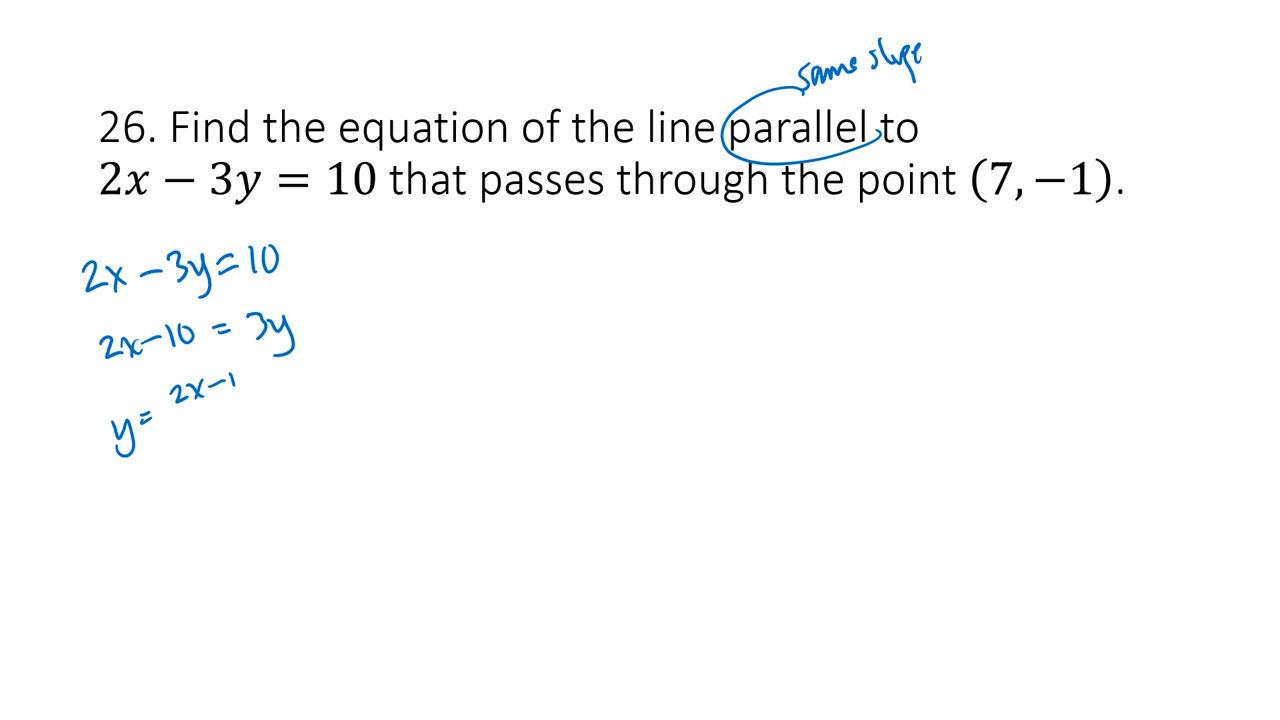 same slope
26. Find the equation of the line parallel to
2x − 3y = 10 that passes through the point (7, −1).
2x − 3y = 10
2x − 10 = 3y
y = 2x − 1